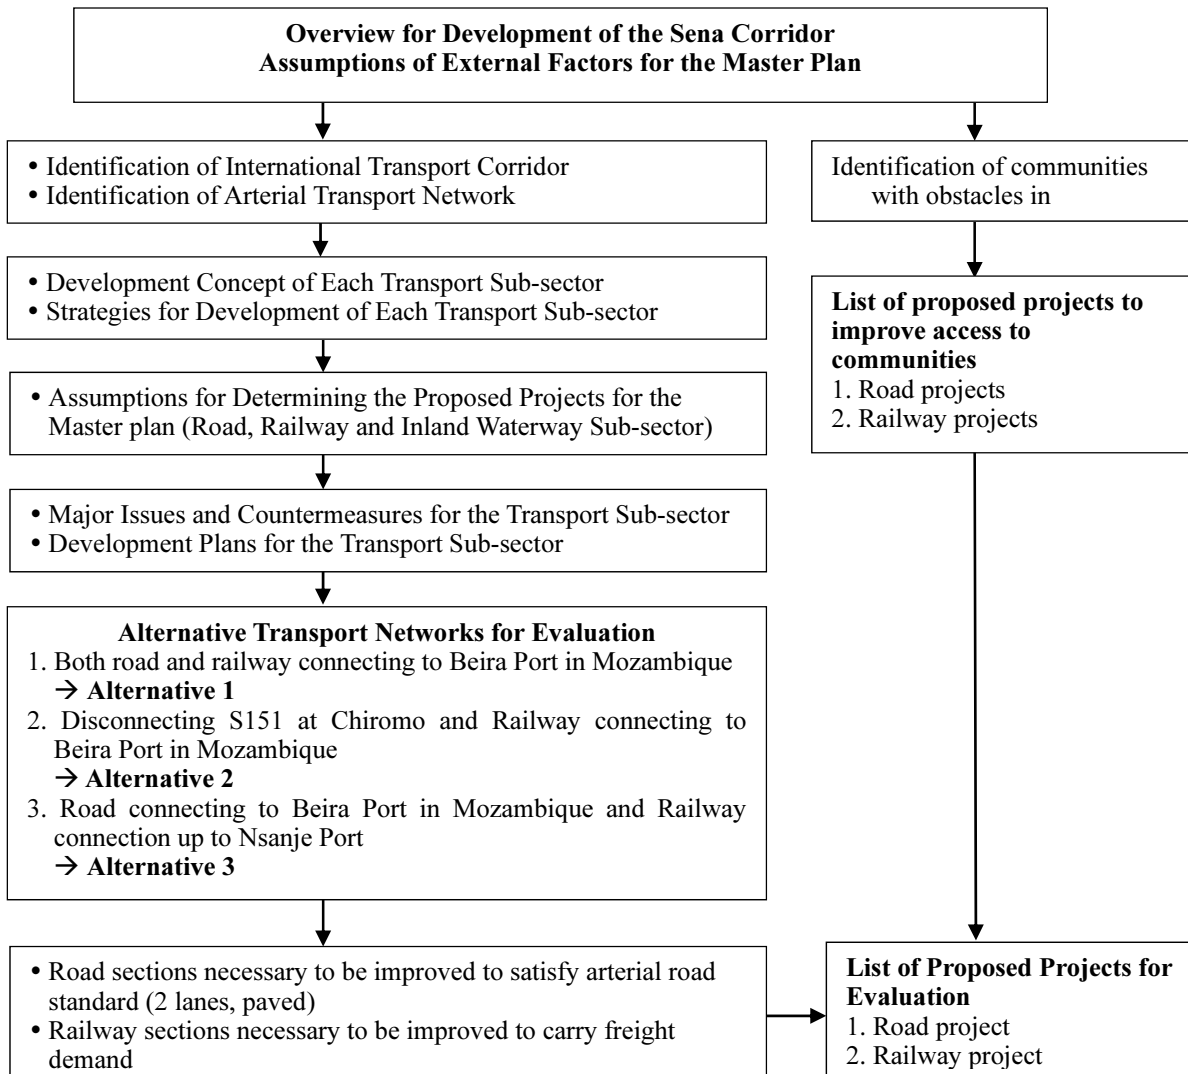 Overview for Development of the Sena Corridor
Assumptions of External Factors for the Master Plan
• Identification of International Transport Corridor
• Identification of Arterial Transport Network
• Development Concept of Each Transport Sub-sector
• Strategies for Development of Each Transport Sub-sector
• Assumptions for Determining the Proposed Projects for the
Master plan (Road, Railway and Inland Waterway Sub-sector)
• Major Issues and Countermeasures for the Transport Sub-sector
• Development Plans for the Transport Sub-sector
Alternative Transport Networks for Evaluation
1. Both road and railway connecting to Beira Port in Mozambique
→ Alternative 1
2. Disconnecting S151 at Chiromo and Railway connecting to
Beira Port in Mozambique
→ Alternative 2
3. Road connecting to Beira Port in Mozambique and Railway
connection up to Nsanje Port
→ Alternative 3
• Road sections necessary to be improved to satisfy arterial road
standard (2 lanes, paved)
• Railway sections necessary to be improved to carry freight
demand
Identification of communities
with obstacles in
List of proposed projects to
improve access to
communities
1. Road projects
2. Railway projects
List of Proposed Projects for
Evaluation
1. Road project
2. Railway project